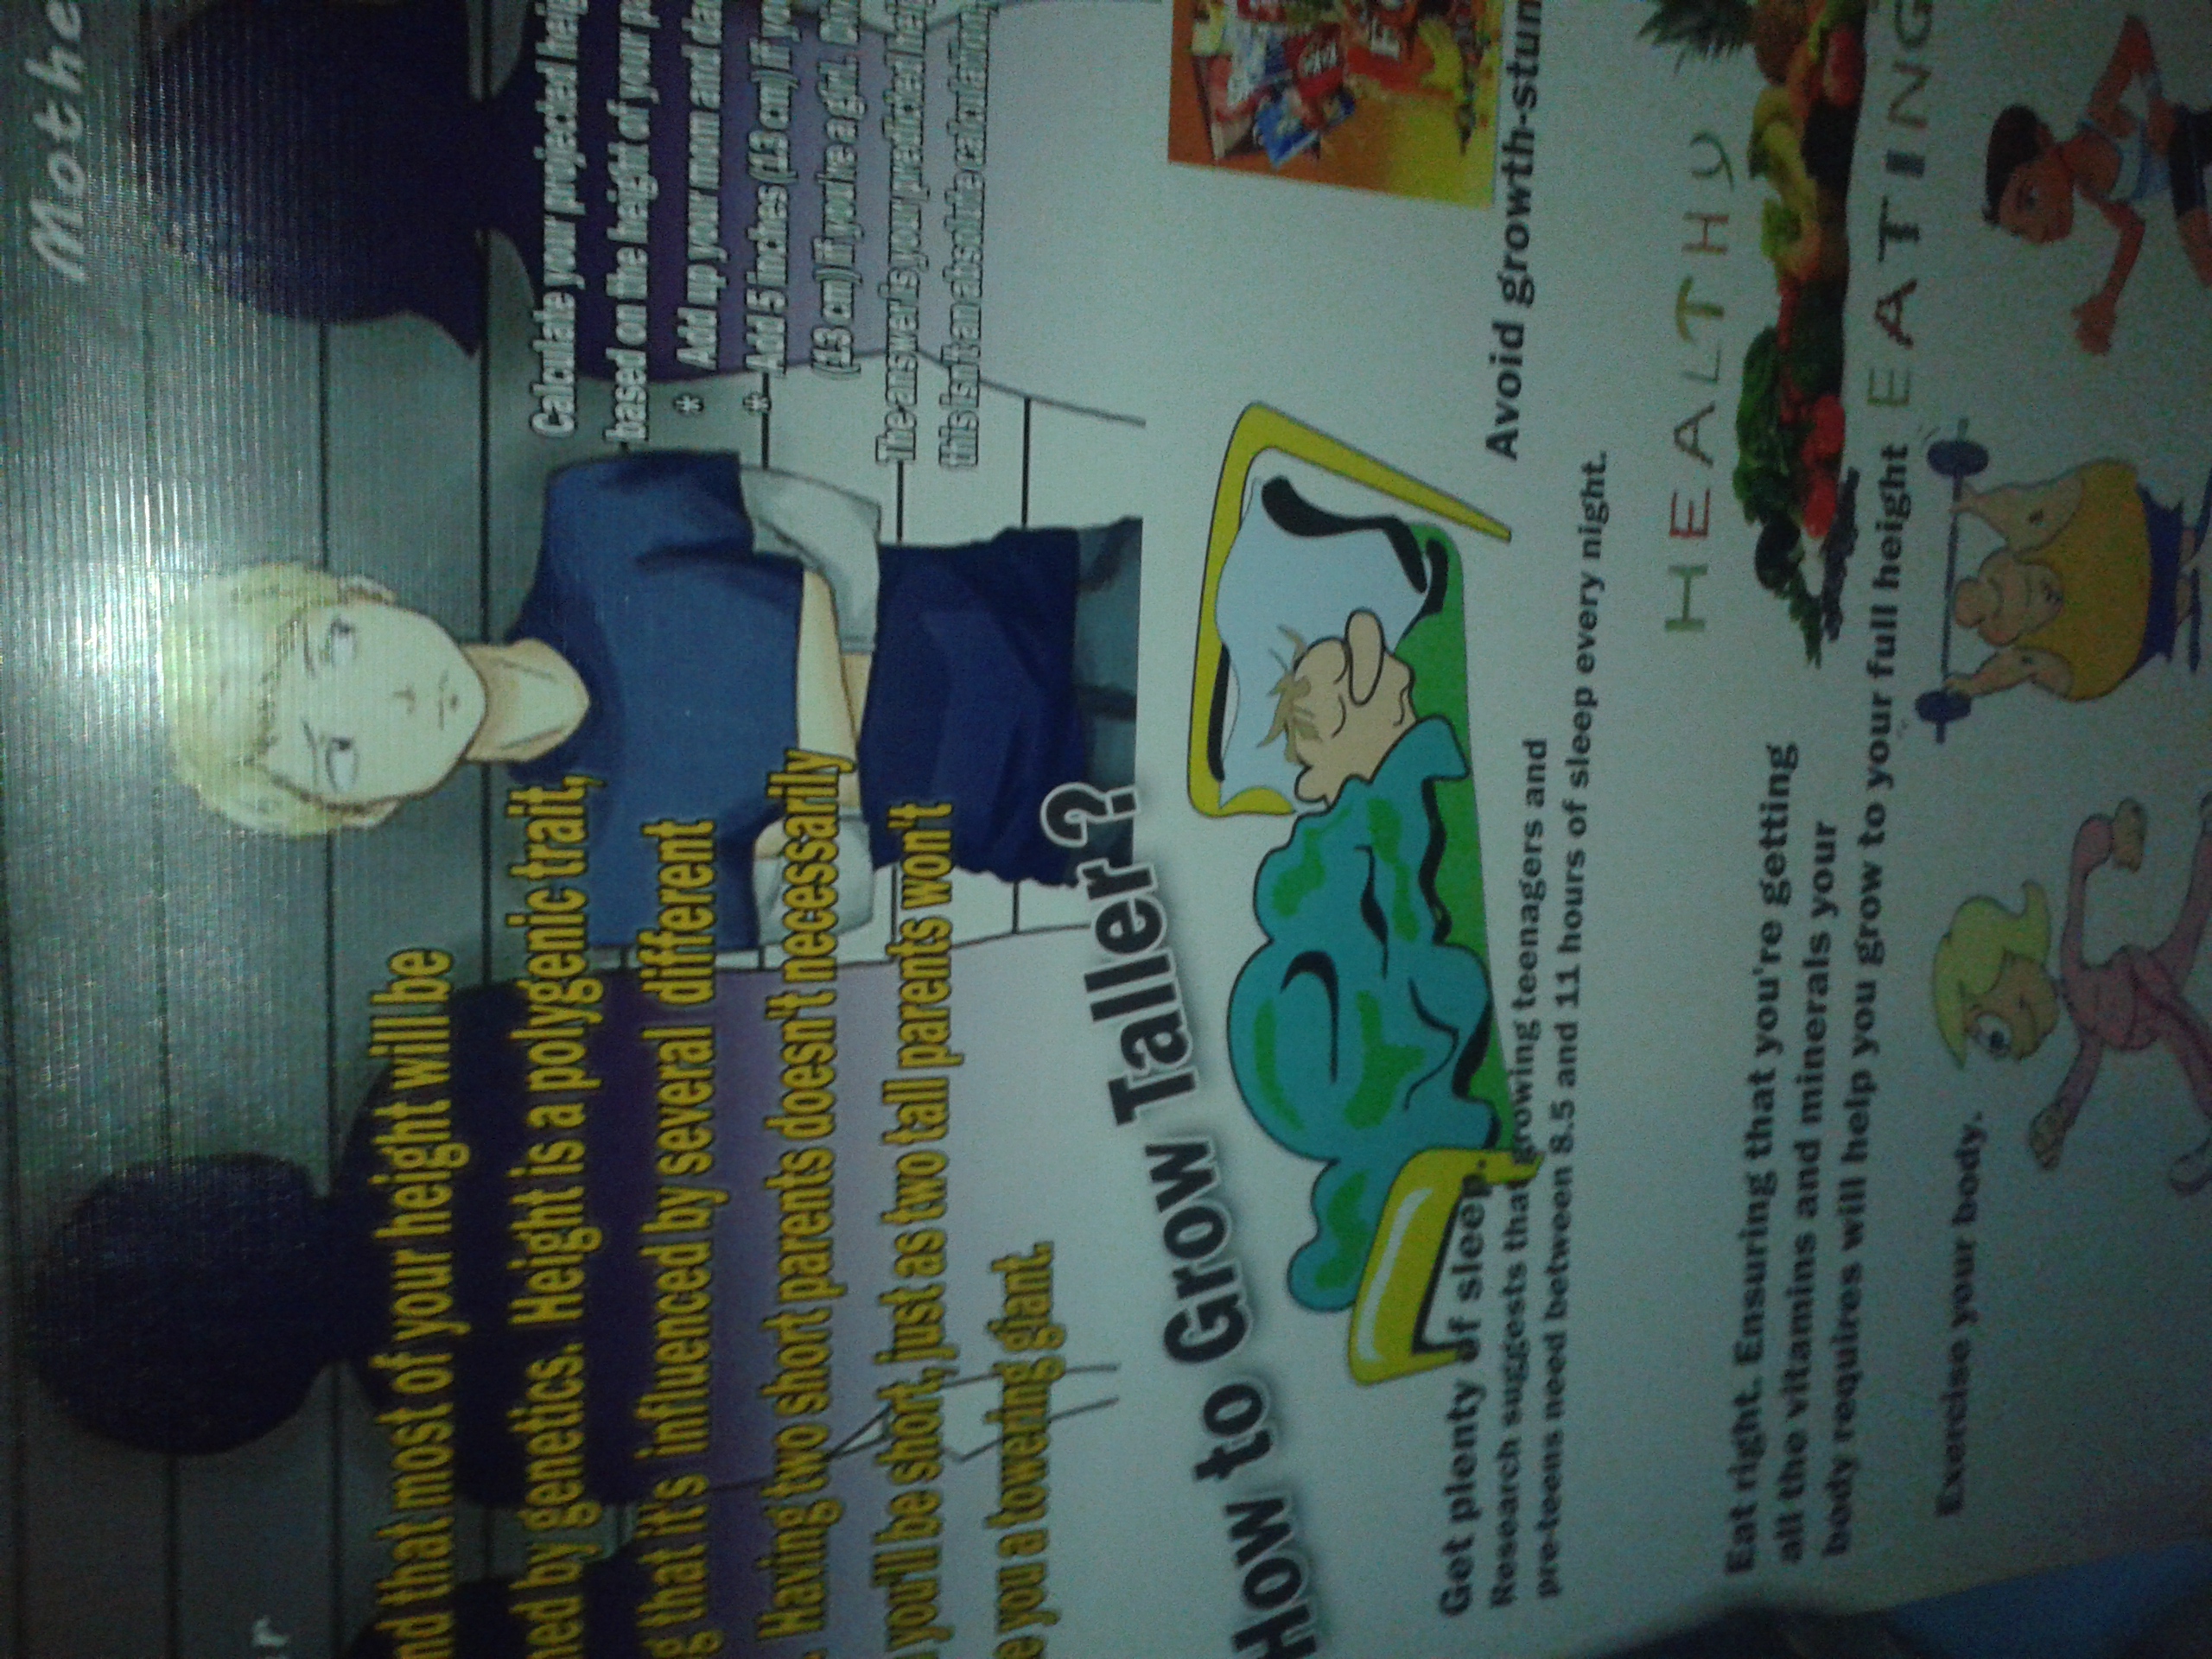 Mothe
r
nd that most of your height will be
ned by genetics. Height is a polygenic trait,
g that it's influenced by several different
. Having two short parents doesn't necessarily
you'll be short, just as two tall parents won't
e you a towering giant.
Calculate your projected heig
based on the height of your pa
* Add up your mom and da
* Add 5 inches (13 cm) if yo
(13 cm) if you're a girl. Div
The answer is your predicted hei
this isn't an absolute calculation,
How to Grow Taller ?
Get plenty of sleep.
Research suggests that growing teenagers and
pre-teens need between 8.5 and 11 hours of sleep every night.
Avoid growth-stun
HEALTHY
EATING
Eat right. Ensuring that you're getting
all the vitamins and minerals your
body requires will help you grow to your full height
Exercise your body.